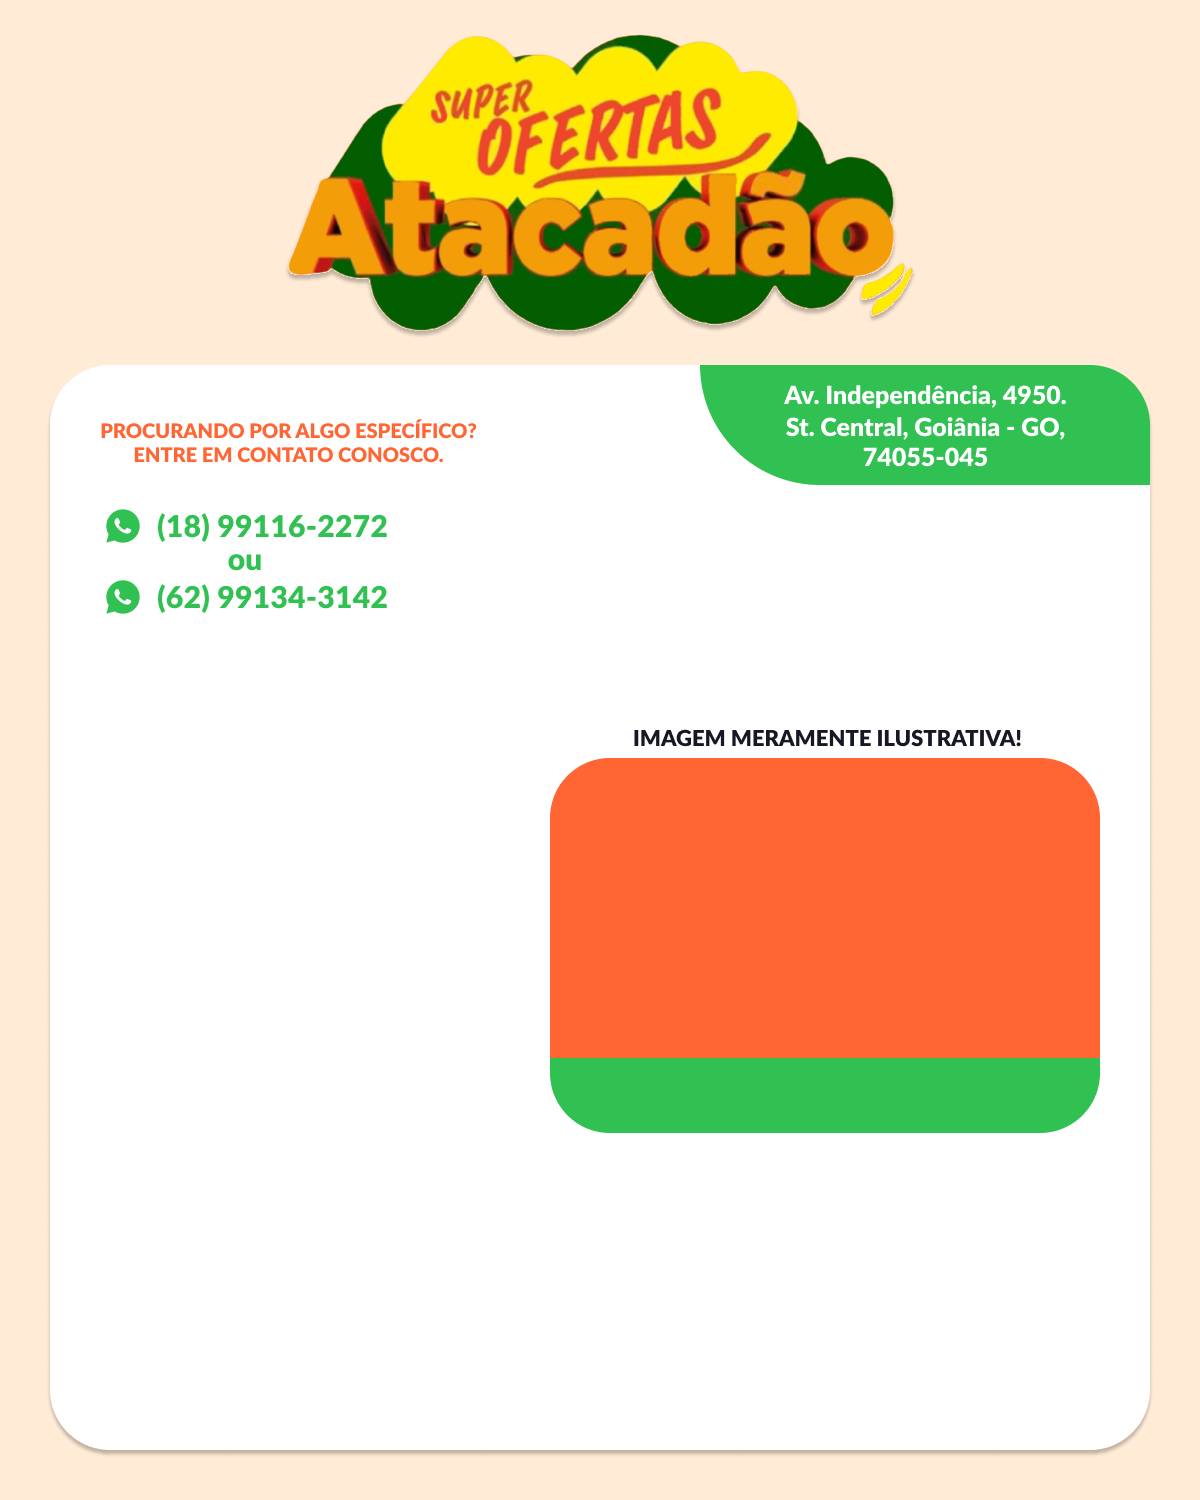 SUPER
OFERTAS
Atacadão
Av. Independência, 4950.
St. Central, Goiânia - GO,
74055-045
PROCURANDO POR ALGO ESPECÍFICO?
ENTRE EM CONTATO CONOSCO.
(18) 99116-2272
ou
(62) 99134-3142
IMAGEM MERAMENTE ILUSTRATIVA!